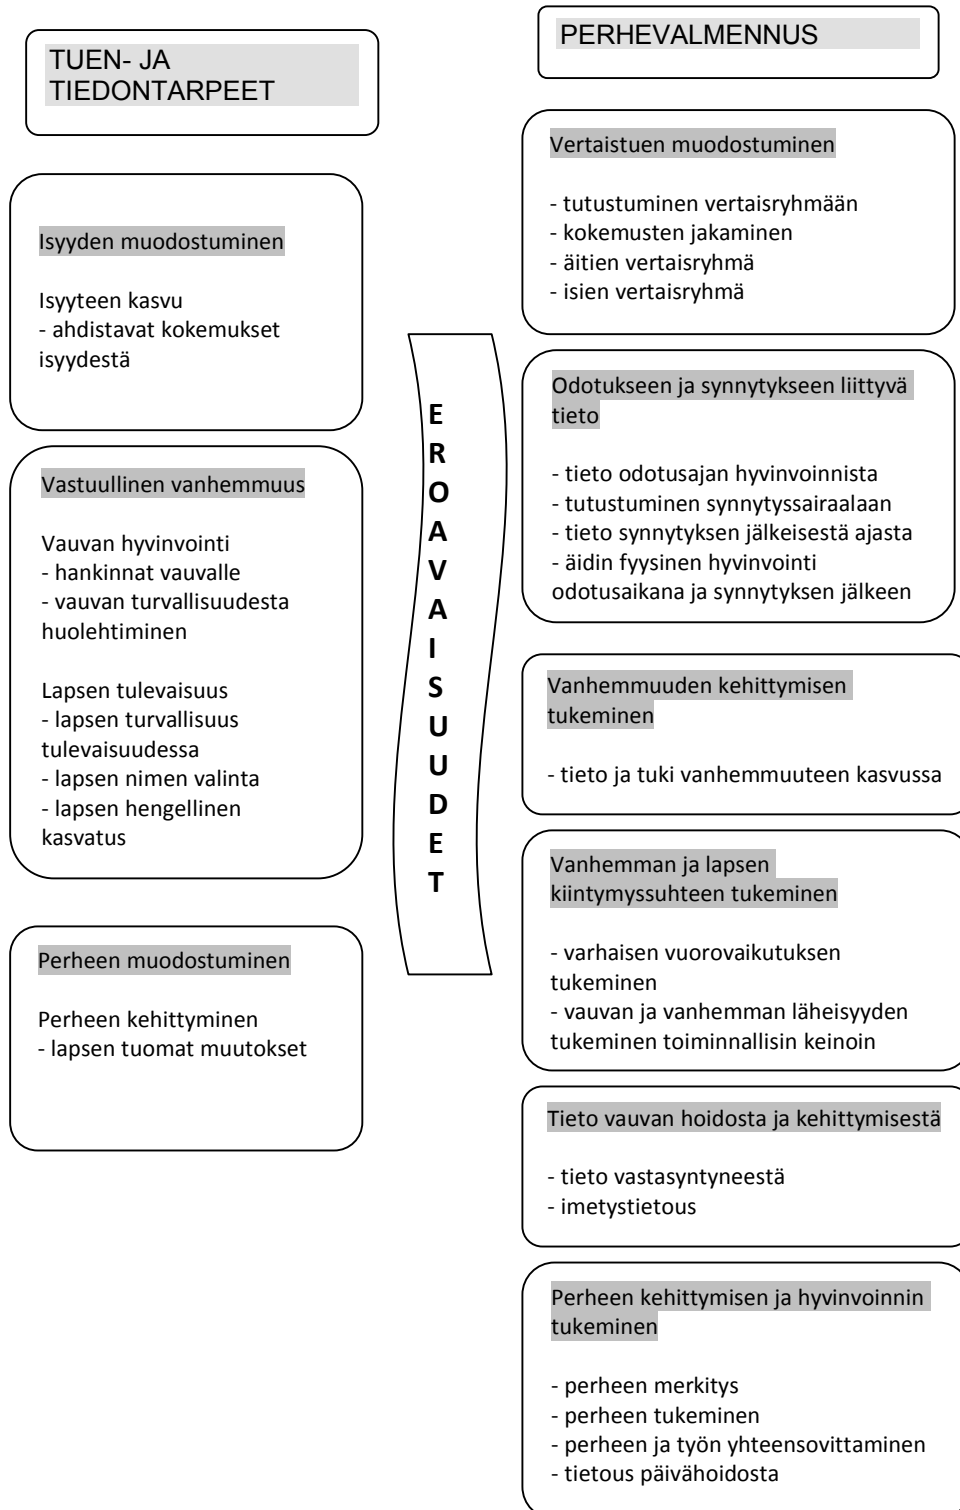 TUEN- JA
TIEDONTARPEET
Isyyden muodostuminen
Isyyteen kasvu
- ahdistavat kokemukset
isyydestä
Vastuullinen vanhemmuus
Vauvan hyvinvointi
- hankinnat vauvalle
- vauvan turvallisuudesta
huolehtiminen
Lapsen tulevaisuus
- lapsen turvallisuus
tulevaisuudessa
- lapsen nimen valinta
- lapsen hengellinen
kasvatus
Perheen muodostuminen
Perheen kehittyminen
- lapsen tuomat muutokset
E
R
O
A
V
A
I
S
U
U
D
E
T
PERHEVALMENNUS
Vertaistuen muodostuminen
- tutustuminen vertaisryhmään
- kokemusten jakaminen
- äitien vertaisryhmä
- isien vertaisryhmä
Odotukseen ja synnytykseen liittyvä
tieto
- tieto odotusajan hyvinvoinnista
- tutustuminen synnytyssairaalaan
- tieto synnytyksen jälkeisestä ajasta
- äidin fyysinen hyvinvointi
odotusaikana ja synnytyksen jälkeen
Vanhemmuuden kehittymisen
tukeminen
- tieto ja tuki vanhemmuuteen kasvussa
Vanhemman ja lapsen
kiintymyssuhteen tukeminen
- varhaisen vuorovaikutuksen
tukeminen
- vauvan ja vanhemman läheisyyden
tukeminen toiminnallisin keinoin
Tieto vauvan hoidosta ja kehittymisestä
- tieto vastasyntyneestä
- imetystietous
Perheen kehittymisen ja hyvinvoinnin
tukeminen
- perheen merkitys
- perheen tukeminen
- perheen ja työn yhteensovittaminen
- tietous päivähoidosta